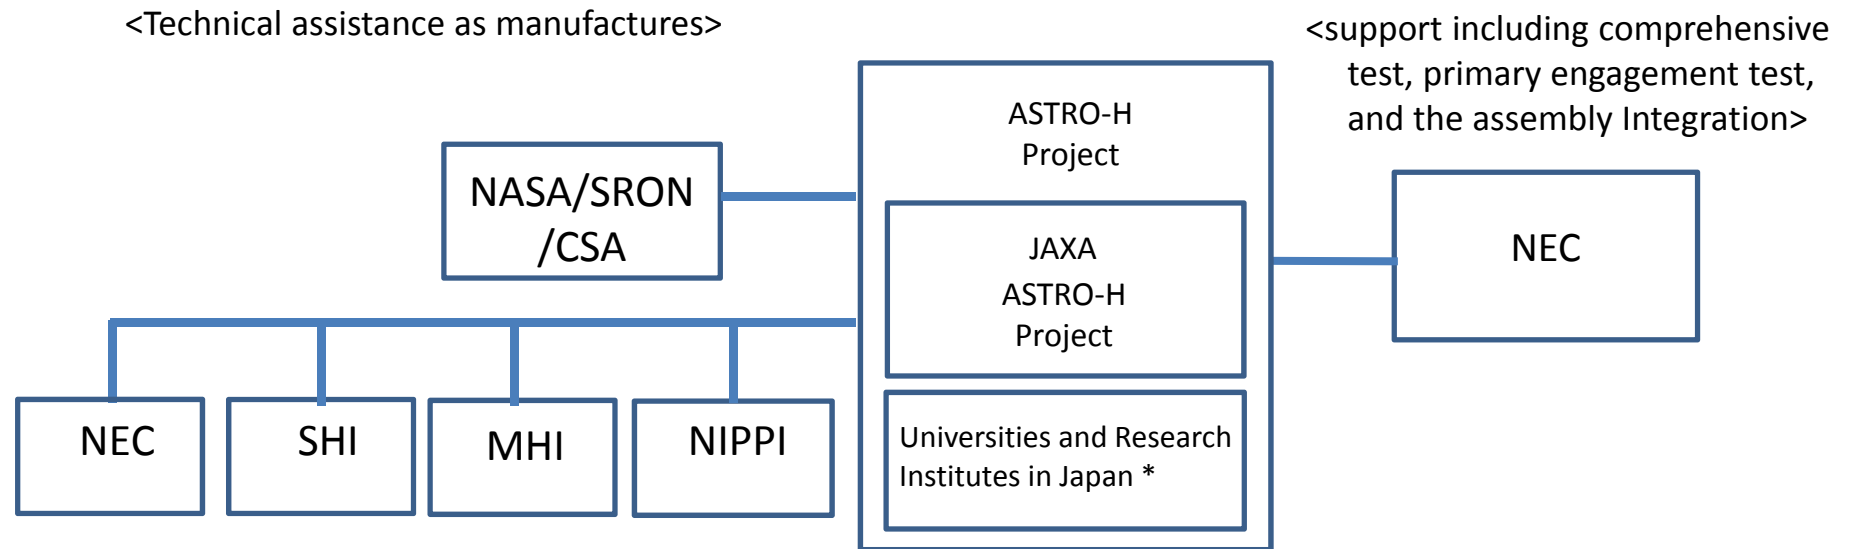 <Technical assistance as manufactures>
<support including comprehensive
test, primary engagement test,
and the assembly Integration>
ASTRO-H
Project
NASA/SRON
/CSA
JAXA
ASTRO-H
Project
NEC
NEC
SHI
MHI
NIPPI
Universities and Research
Institutes in Japan *